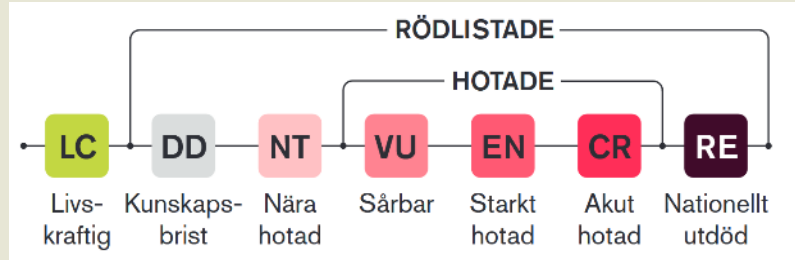 RÖDLISTADE
HOTADE
LC DD NT VU EN CR RE
Livs- Kunskaps- Nära Sårbar Starkt Akut Nationellt
kraftig brist hotad hotad hotad utdöd